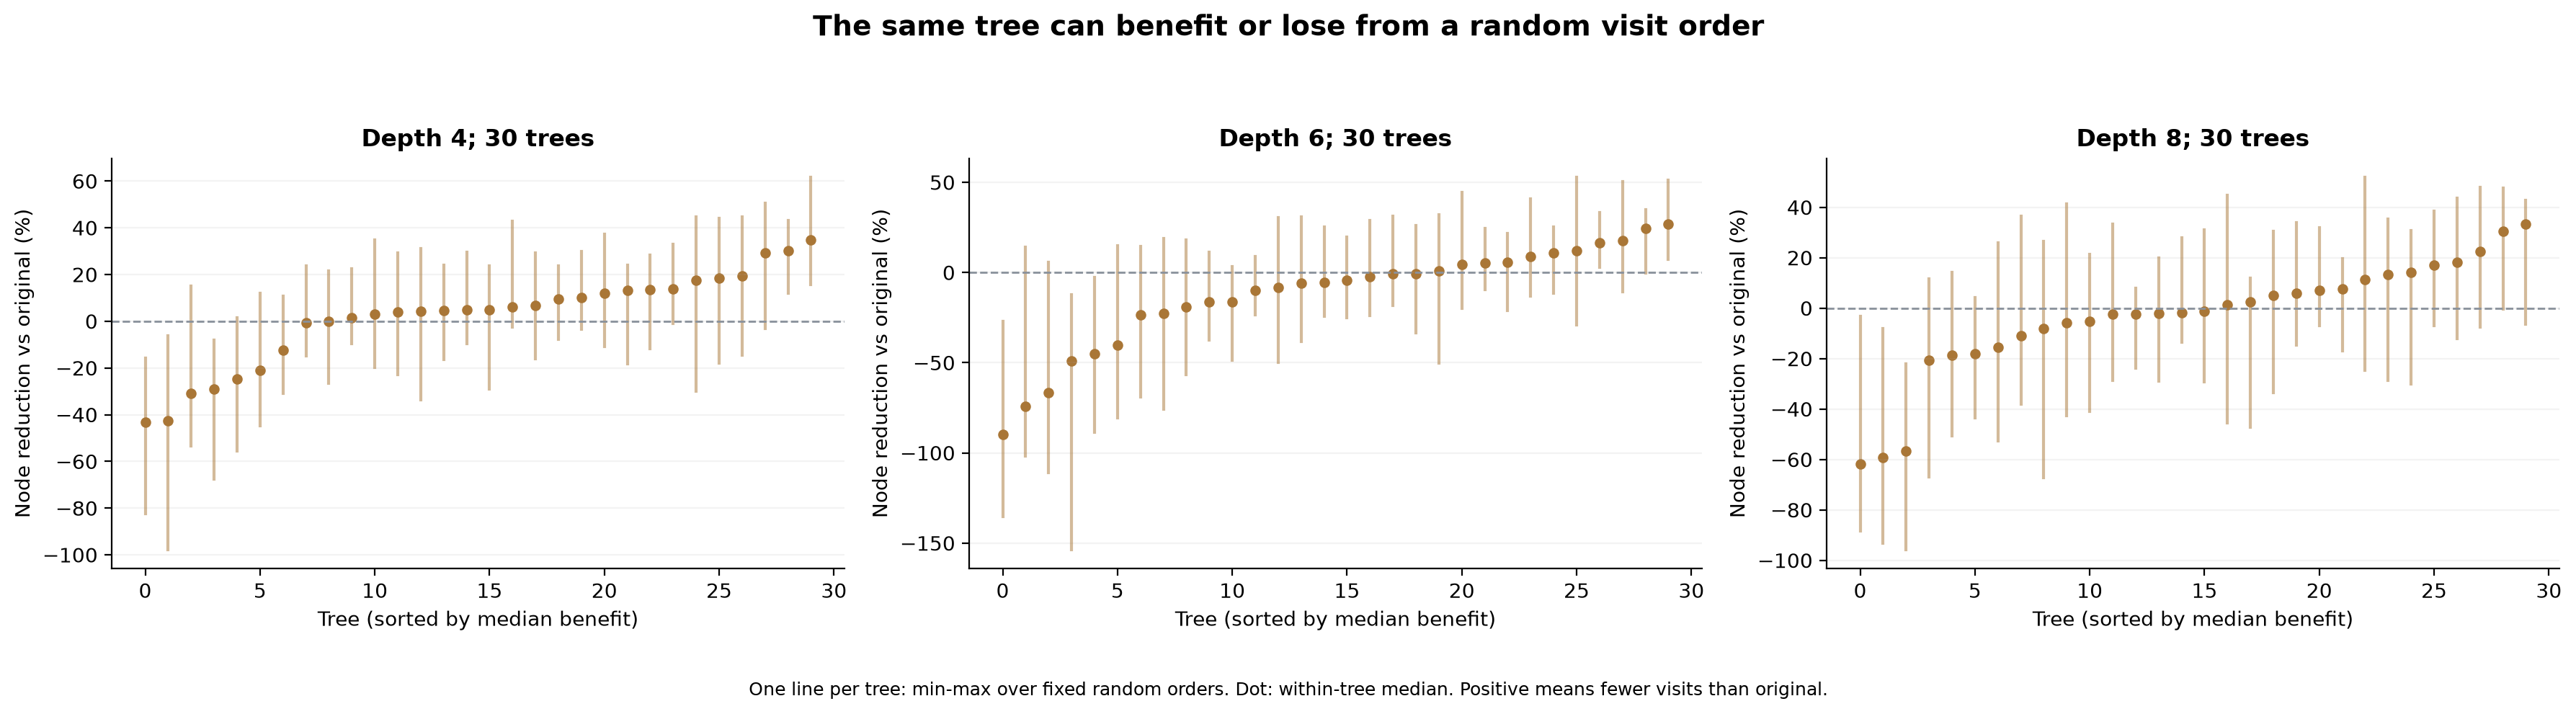 The same tree can benefit or lose from a random visit order
Depth 4; 30 trees
Node reduction vs original (%)
60
40
20
0
−20
−40
−60
−80
−100
0 5 10 15 20 25 30
Tree (sorted by median benefit)
Depth 6; 30 trees
Node reduction vs original (%)
50
0
−50
−100
−150
0 5 10 15 20 25 30
Tree (sorted by median benefit)
Depth 8; 30 trees
Node reduction vs original (%)
40
20
0
−20
−40
−60
−80
−100
0 5 10 15 20 25 30
Tree (sorted by median benefit)
One line per tree: min-max over fixed random orders. Dot: within-tree median. Positive means fewer visits than original.